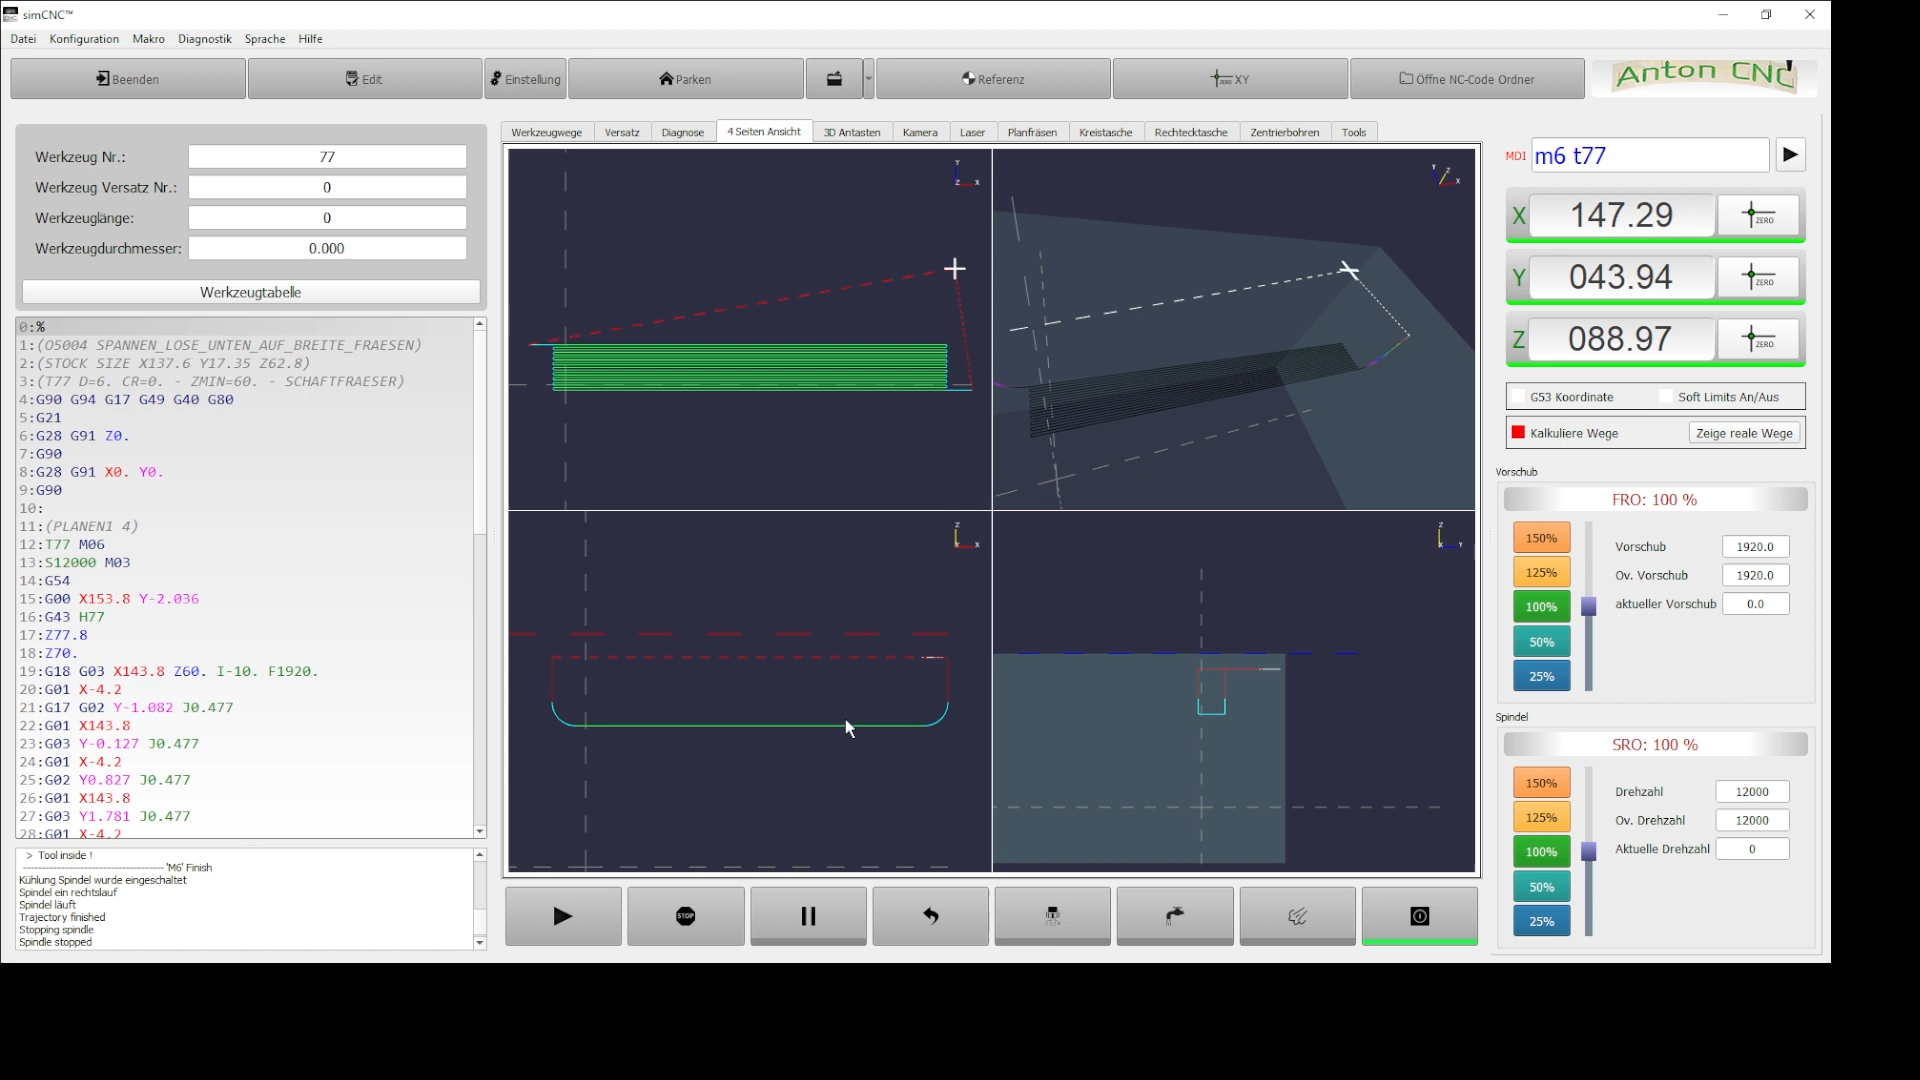 simCNC™
Datei Konfiguration Makro Diagnostik Sprache Hilfe
Beenden Edit Einstellung Parken Referenz ZERO XY Öffne NC-Code Ordner Anton CNC
Werkzeug Nr.: 77
Werkzeug Versatz Nr.: 0
Werkzeuglänge: 0
Werkzeugdurchmesser: 0.000
Werkzeugtabelle
0:%
1:(O5004 SPANNEN_LOSE_UNTEN_AUF_BREITE_FRAESEN)
2:(STOCK SIZE X137.6 Y17.35 Z62.8)
3:(T77 D=6. CR=0. - ZMIN=60. - SCHAFTFRAESER)
4:G90 G94 G17 G49 G40 G80
5:G21
6:G28 G91 Z0.
7:G90
8:G28 G91 X0. Y0.
9:G90
10:
11:(PLANEN1 4)
12:T77 M06
13:S12000 M03
14:G54
15:G00 X153.8 Y-2.036
16:G43 H77
17:Z77.8
18:Z70.
19:G18 G03 X143.8 Z60. I-10. F1920.
20:G01 X-4.2
21:G17 G02 Y-1.082 J0.477
22:G01 X143.8
23:G03 Y-0.127 J0.477
24:G01 X-4.2
25:G02 Y0.827 J0.477
26:G01 X143.8
27:G03 Y1.781 J0.477
28:G01 X-4.2
> Tool inside !
'M6' Finish
Kühlung Spindel wurde eingeschaltet
Spindel ein rechtslauf
Spindel läuft
Trajectory finished
Stopping spindle
Spindle stopped
Werkzeugwege Versatz Diagnose 4 Seiten Ansicht 3D Antasten Kamera Laser Planfräsen Kreistasche Rechtecktasche Zentrierbohren Tools
Y
Z X
Y Z
X
Z
X
Z
Y
STOP
MDI m6 t77
X 147.29 ZERO
Y 043.94 ZERO
Z 088.97 ZERO
G53 Koordinate Soft Limits An/Aus
Kalkuliere Wege Zeige reale Wege
Vorschub
FRO: 100 %
150%
125%
100%
50%
25%
Vorschub 1920.0
Ov. Vorschub 1920.0
aktueller Vorschub 0.0
Spindel
SRO: 100 %
150%
125%
100%
50%
25%
Drehzahl 12000
Ov. Drehzahl 12000
Aktuelle Drehzahl 0